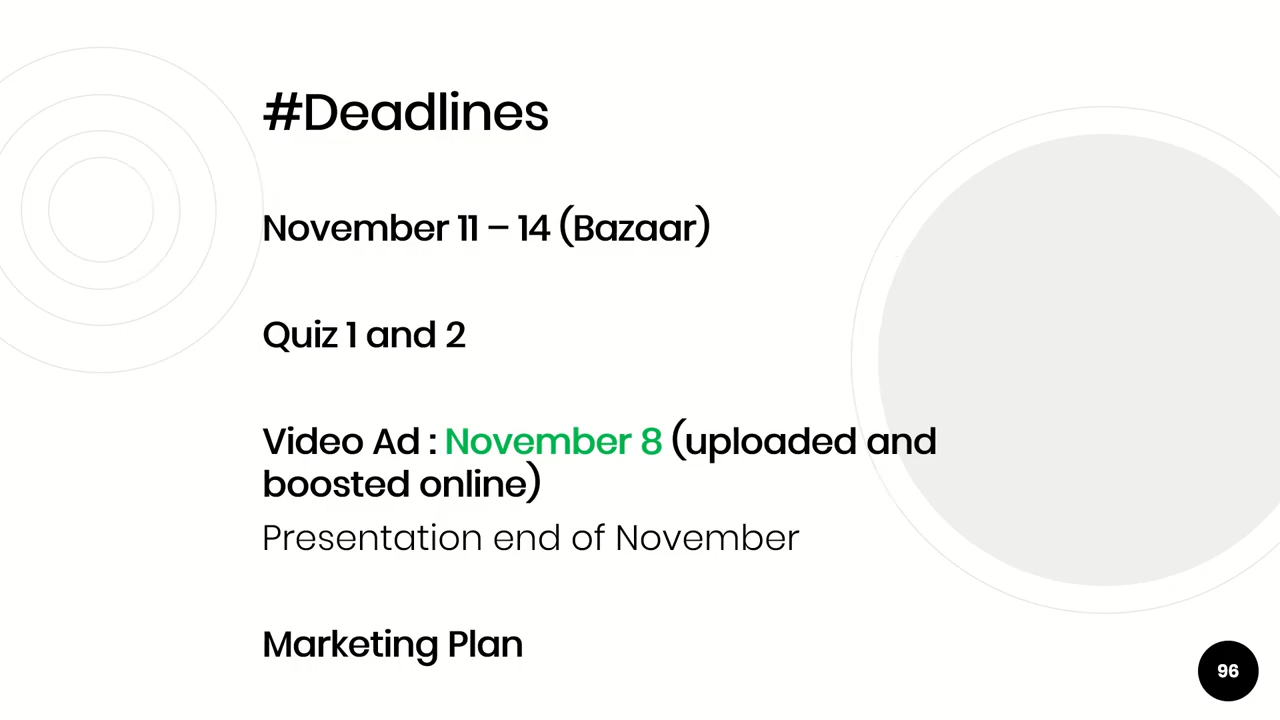 #Deadlines
November 11 – 14 (Bazaar)
Quiz 1 and 2
Video Ad : November 8 (uploaded and
boosted online)
Presentation end of November
Marketing Plan
96